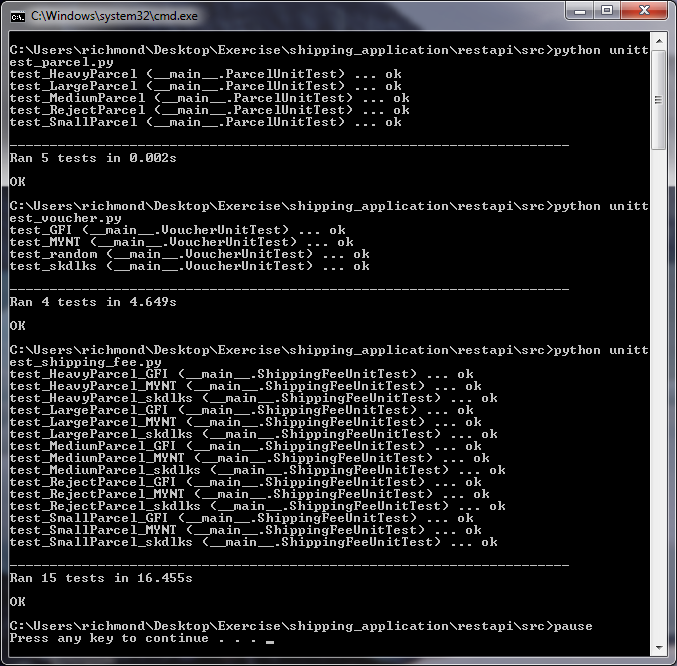 C:\Windows\system32\cmd.exe
C:\Users\richmond\Desktop\Exercise\shipping_application\restapi\src>python unitt
est_parcel.py
test_HeavyParcel (__main__.ParcelUnitTest) ... ok
test_LargeParcel (__main__.ParcelUnitTest) ... ok
test_MediumParcel (__main__.ParcelUnitTest) ... ok
test_RejectParcel (__main__.ParcelUnitTest) ... ok
test_SmallParcel (__main__.ParcelUnitTest) ... ok
----------------------------------------------------------------------
Ran 5 tests in 0.002s
OK
C:\Users\richmond\Desktop\Exercise\shipping_application\restapi\src>python unitt
est_voucher.py
test_GFI (__main__.VoucherUnitTest) ... ok
test_MYNT (__main__.VoucherUnitTest) ... ok
test_random (__main__.VoucherUnitTest) ... ok
test_skdlks (__main__.VoucherUnitTest) ... ok
----------------------------------------------------------------------
Ran 4 tests in 4.649s
OK
C:\Users\richmond\Desktop\Exercise\shipping_application\restapi\src>python unitt
est_shipping_fee.py
test_HeavyParcel_GFI (__main__.ShippingFeeUnitTest) ... ok
test_HeavyParcel_MYNT (__main__.ShippingFeeUnitTest) ... ok
test_HeavyParcel_skdlks (__main__.ShippingFeeUnitTest) ... ok
test_LargeParcel_GFI (__main__.ShippingFeeUnitTest) ... ok
test_LargeParcel_MYNT (__main__.ShippingFeeUnitTest) ... ok
test_LargeParcel_skdlks (__main__.ShippingFeeUnitTest) ... ok
test_MediumParcel_GFI (__main__.ShippingFeeUnitTest) ... ok
test_MediumParcel_MYNT (__main__.ShippingFeeUnitTest) ... ok
test_MediumParcel_skdlks (__main__.ShippingFeeUnitTest) ... ok
test_RejectParcel_GFI (__main__.ShippingFeeUnitTest) ... ok
test_RejectParcel_MYNT (__main__.ShippingFeeUnitTest) ... ok
test_RejectParcel_skdlks (__main__.ShippingFeeUnitTest) ... ok
test_SmallParcel_GFI (__main__.ShippingFeeUnitTest) ... ok
test_SmallParcel_MYNT (__main__.ShippingFeeUnitTest) ... ok
test_SmallParcel_skdlks (__main__.ShippingFeeUnitTest) ... ok
----------------------------------------------------------------------
Ran 15 tests in 16.455s
OK
C:\Users\richmond\Desktop\Exercise\shipping_application\restapi\src>pause
Press any key to continue . . . _